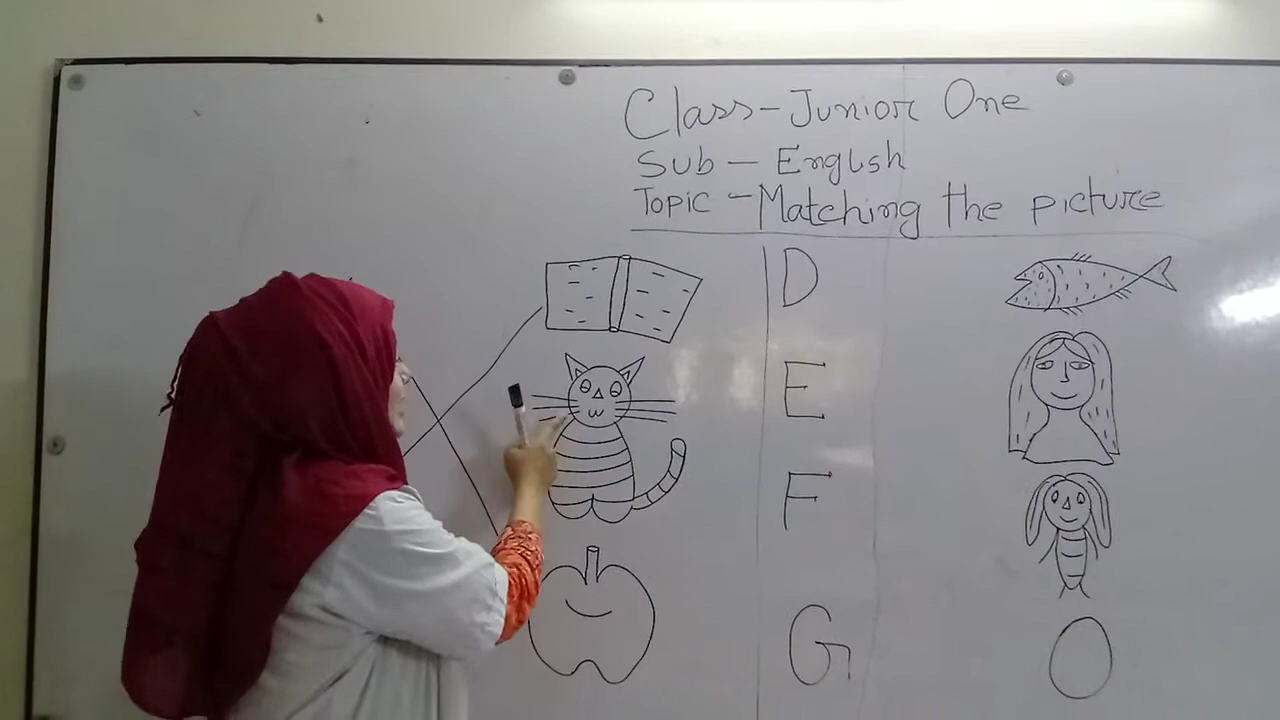 Class-Junior One
Sub - English
Topic - Matching the picture
D
E
F
G